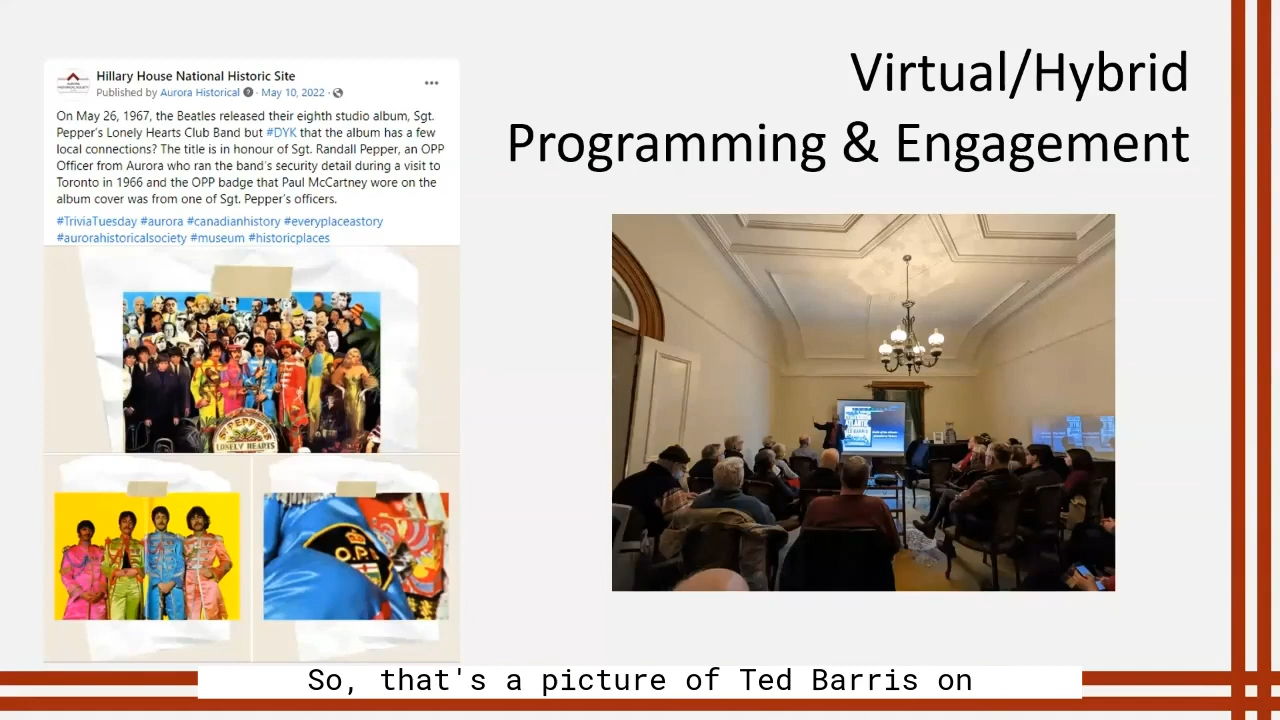 Virtual/Hybrid
Programming & Engagement
Hillary House National Historic Site
Published by Aurora Historical · May 10, 2022 ·
On May 26, 1967, the Beatles released their eighth studio album, Sgt.
Pepper's Lonely Hearts Club Band but #DYK that the album has a few
local connections? The title is in honour of Sgt. Randall Pepper, an OPP
Officer from Aurora who ran the band's security detail during a visit to
Toronto in 1966 and the OPP badge that Paul McCartney wore on the
album cover was from one of Sgt. Pepper's officers.
#TriviaTuesday #aurora #canadianhistory #everyplaceastory
#aurorahistoricalsociety #museum #historicplaces
SGT. PEPPER'S
LONELY HEARTS
O.P.P.
ATLANTIC
TED BARRIS
So, that's a picture of Ted Barris on